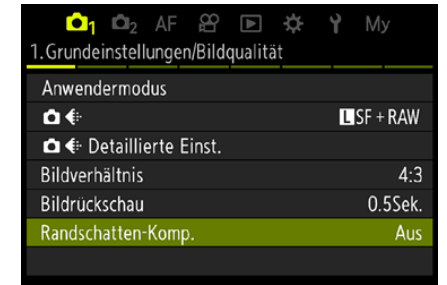 1 2 AF My
1. Grundeinstellungen/Bildqualität
Anwendermodus
L SF + RAW
Detaillierte Einst.
Bildverhältnis 4:3
Bildrückschau 0.5Sek.
Randschatten-Komp. Aus